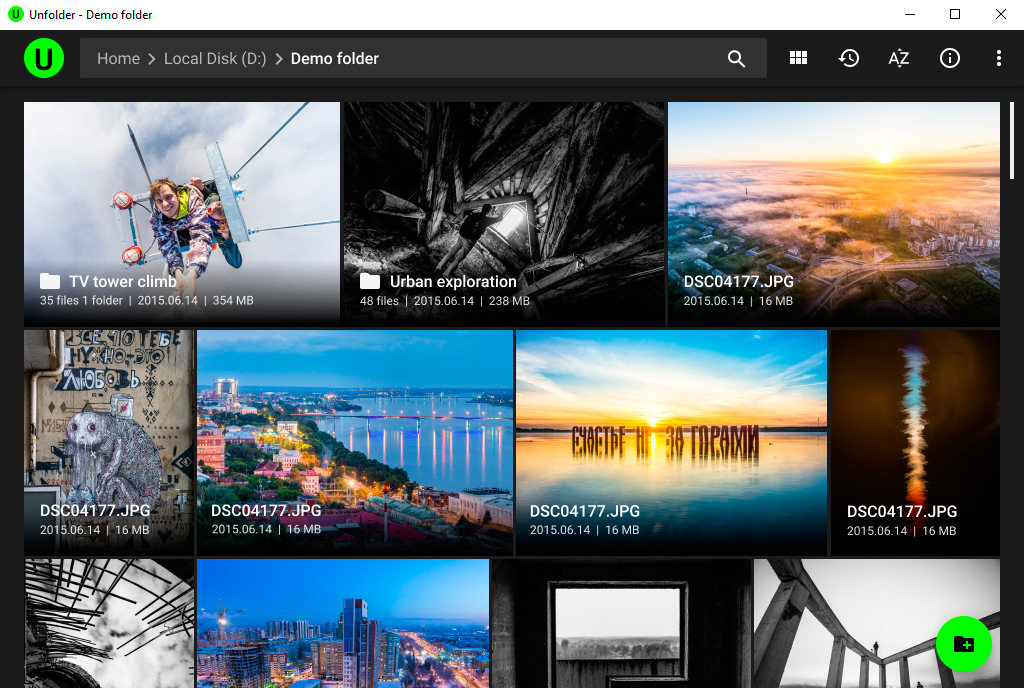 Unfolder - Demo folder
U
Home > Local Disk (D:) > Demo folder
AZ
TV tower climb
35 files 1 folder | 2015.06.14 | 354 MB
Urban exploration
48 files | 2015.06.14 | 238 MB
DSC04177.JPG
2015.06.14 | 16 MB
ВСЁ ЧТО ТЕБЕ
НУЖНО-ЭТО
ЛЮБОВЬ
DSC04177.JPG
2015.06.14 | 16 MB
DSC04177.JPG
2015.06.14 | 16 MB
СЧАСТЬЕ НЕ ЗА ГОРАМИ
DSC04177.JPG
2015.06.14 | 16 MB
DSC04177.JPG
2015.06.14 | 16 MB